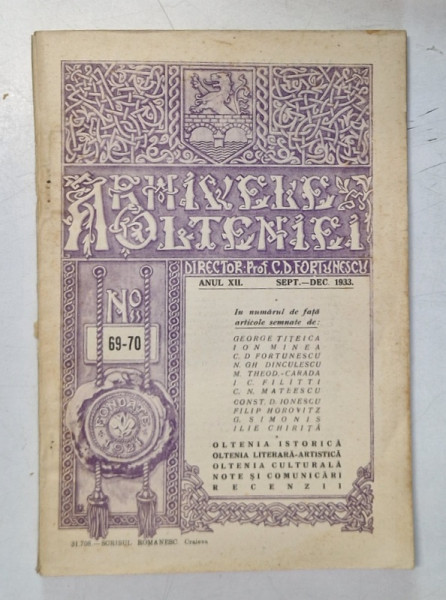 ARHIVELE
OLTENIEI
DIRECTOR: Prof. C.D. FORTUNESCU
ANUL XII. SEPT.—DEC. 1933.
No
69-70
In numărul de față
articole semnate de:
GEORGE ȚIȚEICA
ION MINEA
C. D FORTUNESCU
N. GH DINCULESCU
M. THEOD.-CARADA
I C. FILITTI
C. N. MATEESCU
CONST. D. IONESCU
FILIP HOROVITZ
G. SIMONIS
ILIE CHIRIȚĂ
OLTENIA ISTORICĂ
OLTENIA LITERARĂ-ARTISTICĂ
OLTENIA CULTURALĂ
NOTE ȘI COMUNICĂRI
RECENZII
FONDATE
SCRISUL ROMANESC. Craiova